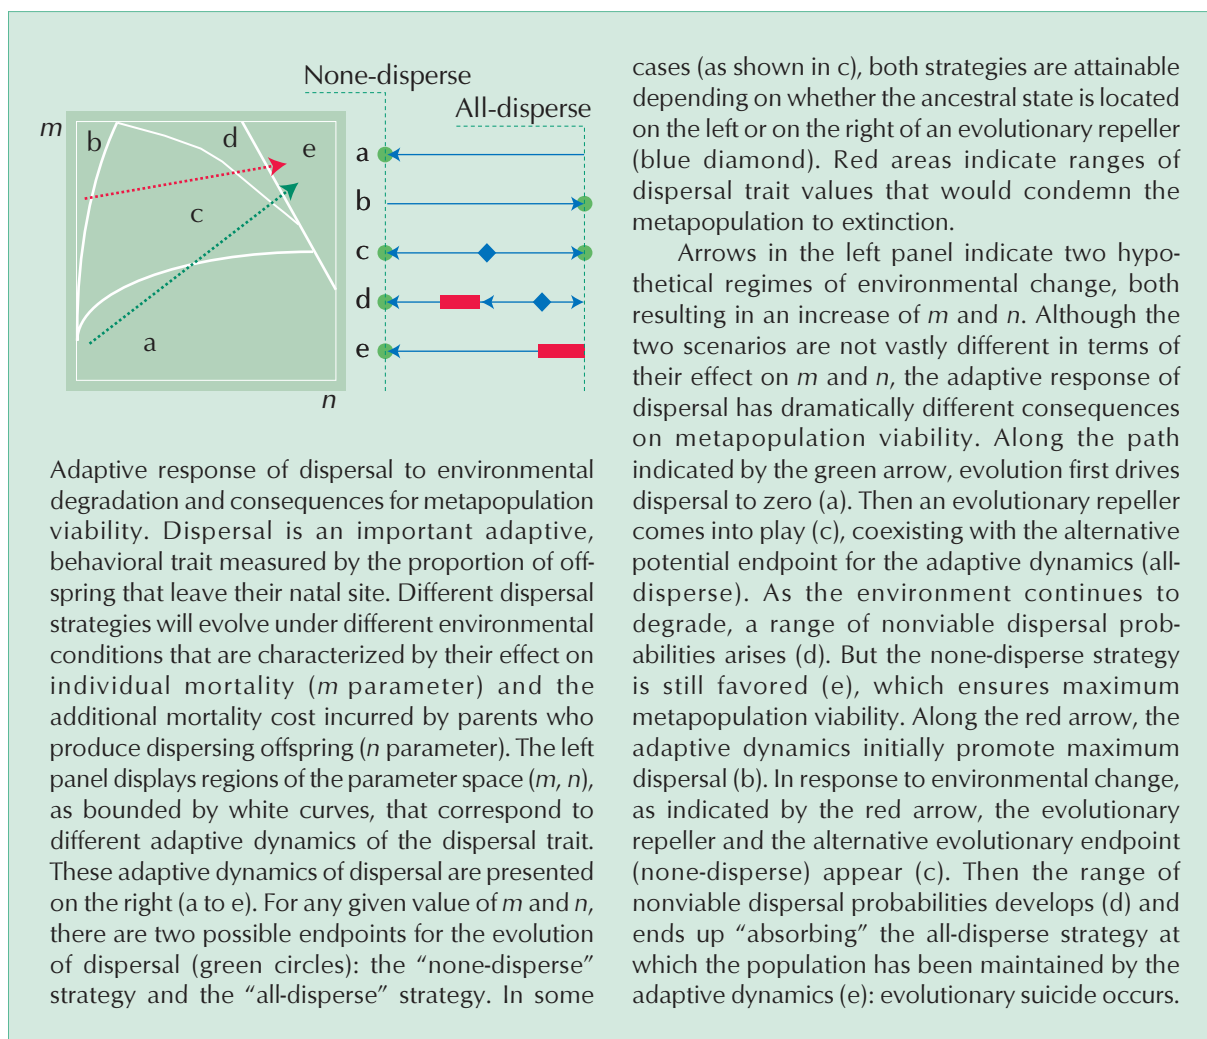 None-disperse
All-disperse
m
b
d
e
c
a
n
a
b
c
d
e
Adaptive response of dispersal to environmental
degradation and consequences for metapopulation
viability. Dispersal is an important adaptive,
behavioral trait measured by the proportion of off-
spring that leave their natal site. Different dispersal
strategies will evolve under different environmental
conditions that are characterized by their effect on
individual mortality (m parameter) and the
additional mortality cost incurred by parents who
produce dispersing offspring (n parameter). The left
panel displays regions of the parameter space (m, n),
as bounded by white curves, that correspond to
different adaptive dynamics of the dispersal trait.
These adaptive dynamics of dispersal are presented
on the right (a to e). For any given value of m and n,
there are two possible endpoints for the evolution
of dispersal (green circles): the “none-disperse”
strategy and the “all-disperse” strategy. In some
cases (as shown in c), both strategies are attainable
depending on whether the ancestral state is located
on the left or on the right of an evolutionary repeller
(blue diamond). Red areas indicate ranges of
dispersal trait values that would condemn the
metapopulation to extinction.
Arrows in the left panel indicate two hypo-
thetical regimes of environmental change, both
resulting in an increase of m and n. Although the
two scenarios are not vastly different in terms of
their effect on m and n, the adaptive response of
dispersal has dramatically different consequences
on metapopulation viability. Along the path
indicated by the green arrow, evolution first drives
dispersal to zero (a). Then an evolutionary repeller
comes into play (c), coexisting with the alternative
potential endpoint for the adaptive dynamics (all-
disperse). As the environment continues to
degrade, a range of nonviable dispersal prob-
abilities arises (d). But the none-disperse strategy
is still favored (e), which ensures maximum
metapopulation viability. Along the red arrow, the
adaptive dynamics initially promote maximum
dispersal (b). In response to environmental change,
as indicated by the red arrow, the evolutionary
repeller and the alternative evolutionary endpoint
(none-disperse) appear (c). Then the range of
nonviable dispersal probabilities develops (d) and
ends up “absorbing” the all-disperse strategy at
which the population has been maintained by the
adaptive dynamics (e): evolutionary suicide occurs.